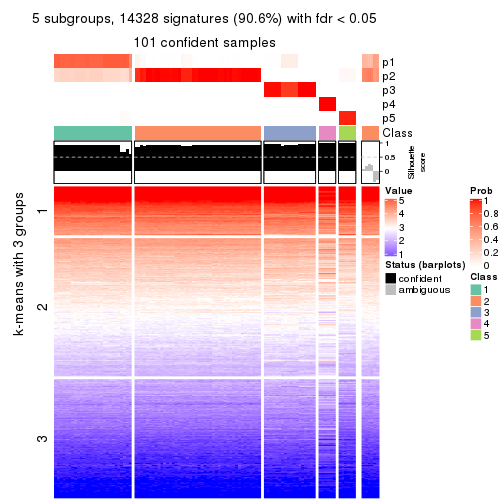 5 subgroups, 14328 signatures (90.6%) with fdr < 0.05
101 confident samples
p1
p2
p3
p4
p5
Class
1
0.5
0
Silhouette
score
k-means with 3 groups
1
2
3
Value
5
4
3
2
1
Status (barplots)
confident
ambiguous
Prob
1
0.8
0.6
0.4
0.2
0
Class
1
2
3
4
5